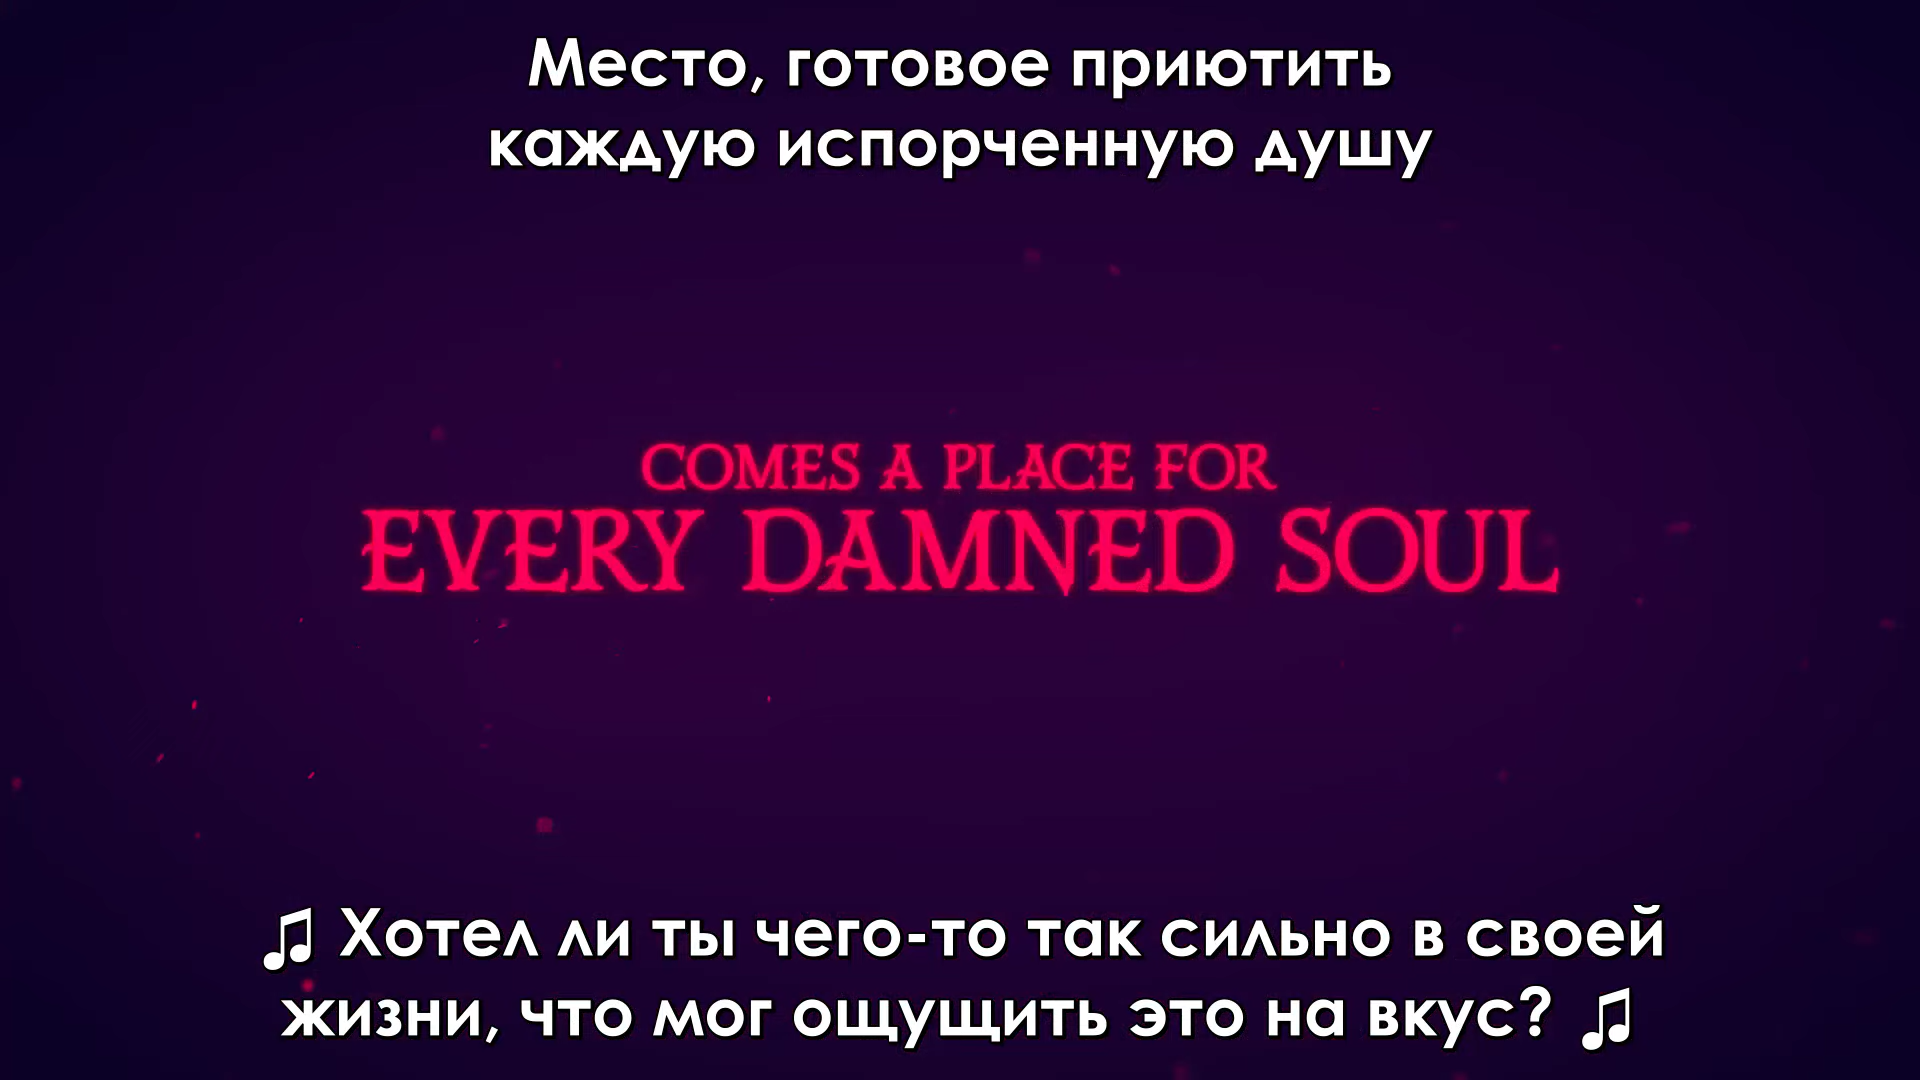 Место, готовое приютить
каждую испорченную душу
COMES A PLACE FOR
EVERY DAMNED SOUL
♫ Хотел ли ты чего-то так сильно в своей
жизни, что мог ощущить это на вкус? ♫